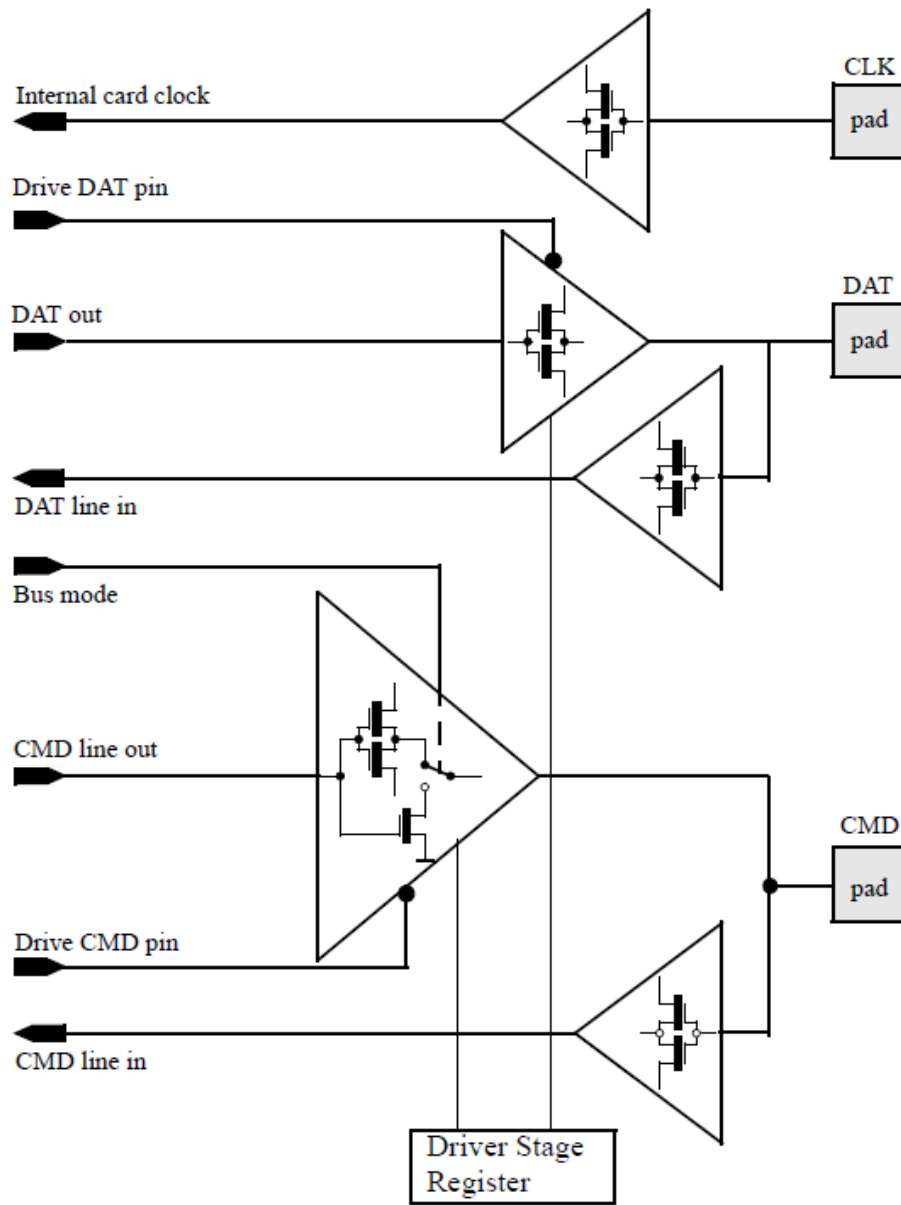 CLK
Internal card clock
pad
Drive DAT pin
DAT
DAT out
pad
DAT line in
Bus mode
CMD line out
CMD
pad
Drive CMD pin
CMD line in
Driver Stage
Register